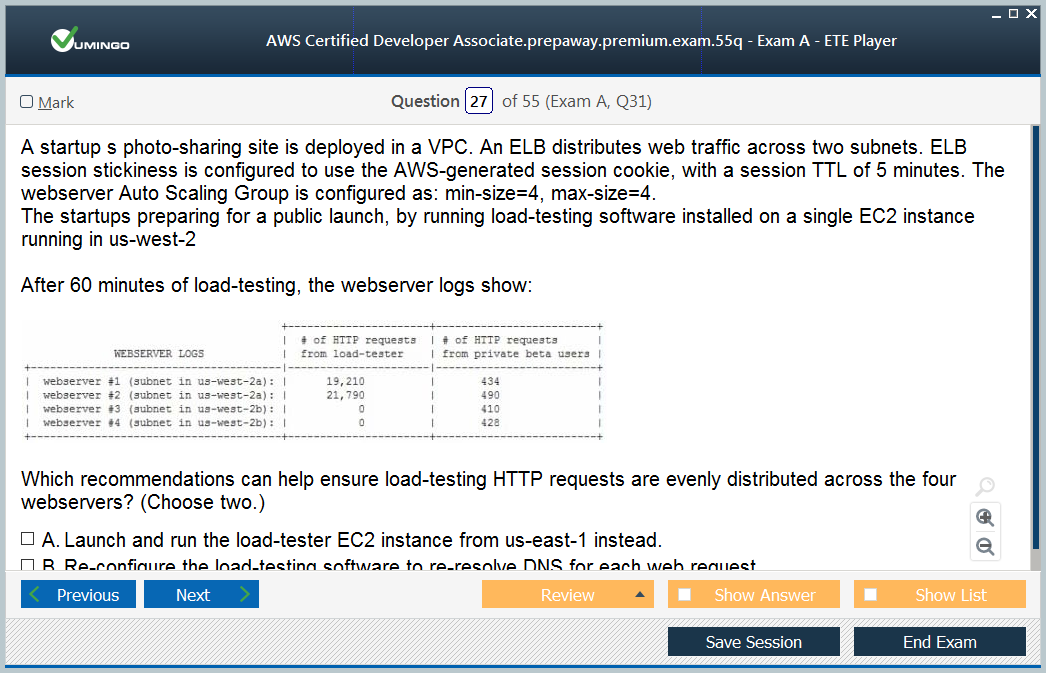 VUMINGO
AWS Certified Developer Associate.prepaway.premium.exam.55q - Exam A - ETE Player
Mark
Question 27 of 55 (Exam A, Q31)
A startup s photo-sharing site is deployed in a VPC. An ELB distributes web traffic across two subnets. ELB
session stickiness is configured to use the AWS-generated session cookie, with a session TTL of 5 minutes. The
webserver Auto Scaling Group is configured as: min-size=4, max-size=4.
The startups preparing for a public launch, by running load-testing software installed on a single EC2 instance
running in us-west-2
After 60 minutes of load-testing, the webserver logs show:
# of HTTP requests | # of HTTP requests
WEBSERVER LOGS | from load-tester | from private beta users
webserver #1 (subnet in us-west-2a): | 19,210 | 434
webserver #2 (subnet in us-west-2a): | 21,790 | 490
webserver #3 (subnet in us-west-2b): | 0 | 410
webserver #4 (subnet in us-west-2b): | 0 | 428
Which recommendations can help ensure load-testing HTTP requests are evenly distributed across the four
webservers? (Choose two.)
A. Launch and run the load-tester EC2 instance from us-east-1 instead.
B. Re-configure the load-testing software to re-resolve DNS for each web request.
Previous
Next
Review
Show Answer
Show List
Save Session
End Exam